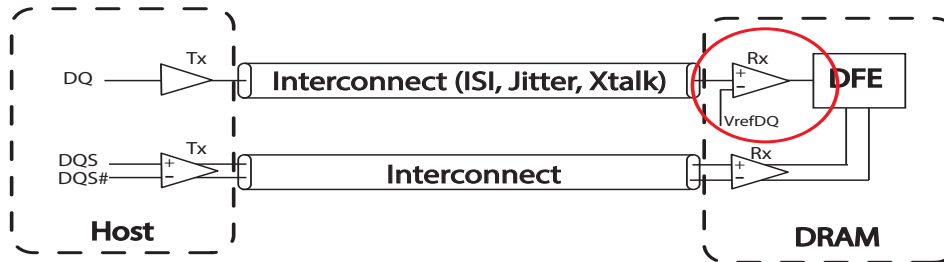 Tx
DQ
Interconnect (ISI, Jitter, Xtalk)
Rx
+
−
VrefDQ
DFE
Tx
DQS
DQS#
+
−
Interconnect
Rx
+
−
Host
DRAM